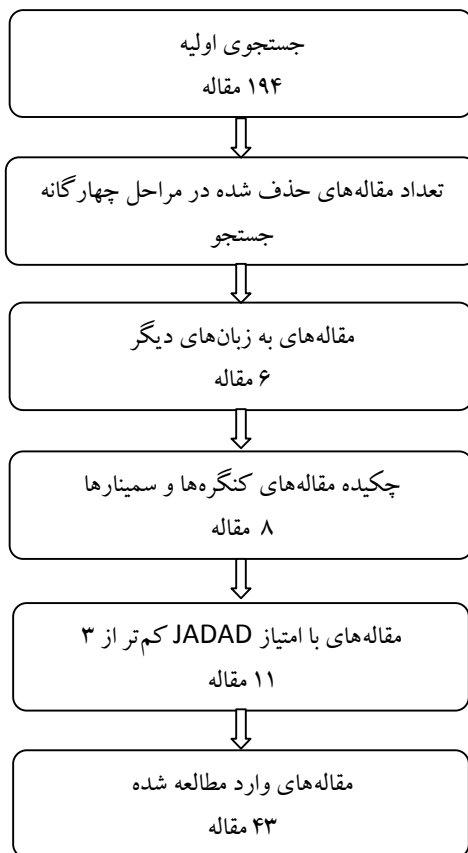 جستجوی اولیه
۱۹۴ مقاله
تعداد مقاله‌های حذف شده در مراحل چهارگانه
جستجو
مقاله‌های به زبان‌های دیگر
۶ مقاله
چکیده مقاله‌های کنگره‌ها و سمینارها
۸ مقاله
مقاله‌های با امتیاز JADAD کم‌تر از ۳
۱۱ مقاله
مقاله‌های وارد مطالعه شده
۴۳ مقاله